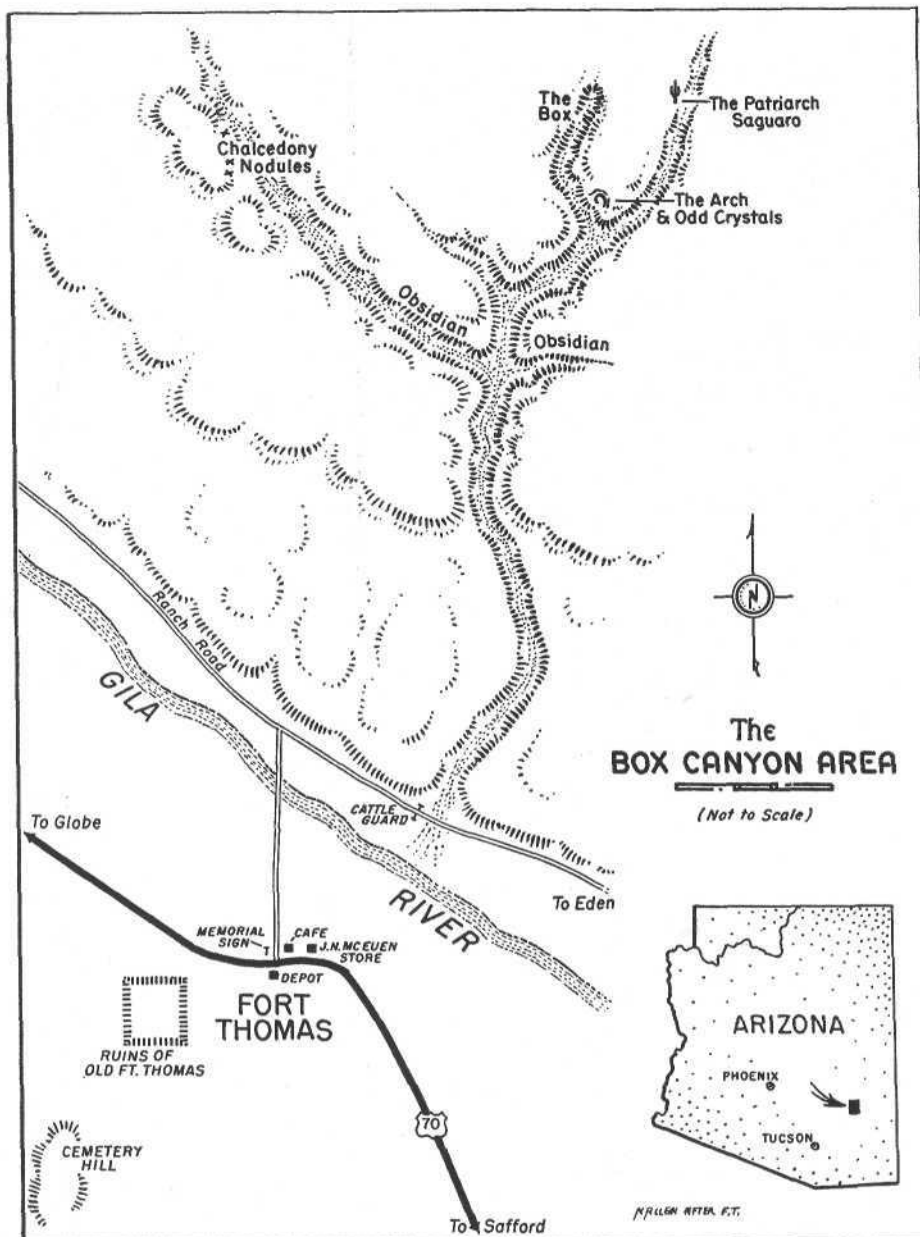 The
Box
The Patriarch
Saguaro
Chalcedony
Nodules
The Arch
& Odd Crystals
Obsidian
Obsidian
Ranch Road
GILA
RIVER
N
The
BOX CANYON AREA
(Not to Scale)
CATTLE
GUARD
To Globe
To Eden
MEMORIAL
SIGN
CAFE
J.N. MCEUEN
STORE
DEPOT
FORT
THOMAS
RUINS OF
OLD FT. THOMAS
CEMETERY
HILL
70
To Safford
ARIZONA
PHOENIX
TUCSON
AFTER F.T.